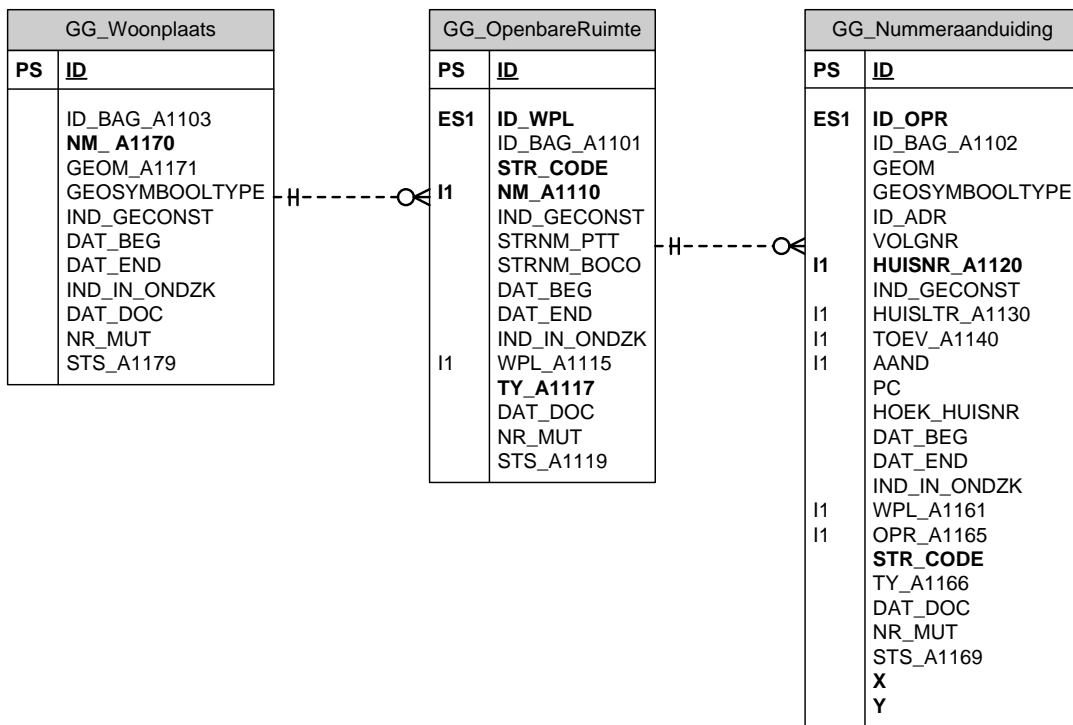 GG_Woonplaats
PS ID
ID_BAG_A1103
NM_ A1170
GEOM_A1171
GEOSYMBOOLTYPE
IND_GECONST
DAT_BEG
DAT_END
IND_IN_ONDZK
DAT_DOC
NR_MUT
STS_A1179
GG_OpenbareRuimte
PS ID
ES1 ID_WPL
ID_BAG_A1101
STR_CODE
I1 NM_A1110
IND_GECONST
STRNM_PTT
STRNM_BOCO
DAT_BEG
DAT_END
IND_IN_ONDZK
I1 WPL_A1115
TY_A1117
DAT_DOC
NR_MUT
STS_A1119
GG_Nummeraanduiding
PS ID
ES1 ID_OPR
ID_BAG_A1102
GEOM
GEOSYMBOOLTYPE
ID_ADR
VOLGNR
I1 HUISNR_A1120
IND_GECONST
I1 HUISLTR_A1130
I1 TOEV_A1140
I1 AAND
PC
HOEK_HUISNR
DAT_BEG
DAT_END
IND_IN_ONDZK
I1 WPL_A1161
I1 OPR_A1165
STR_CODE
TY_A1166
DAT_DOC
NR_MUT
STS_A1169
X
Y